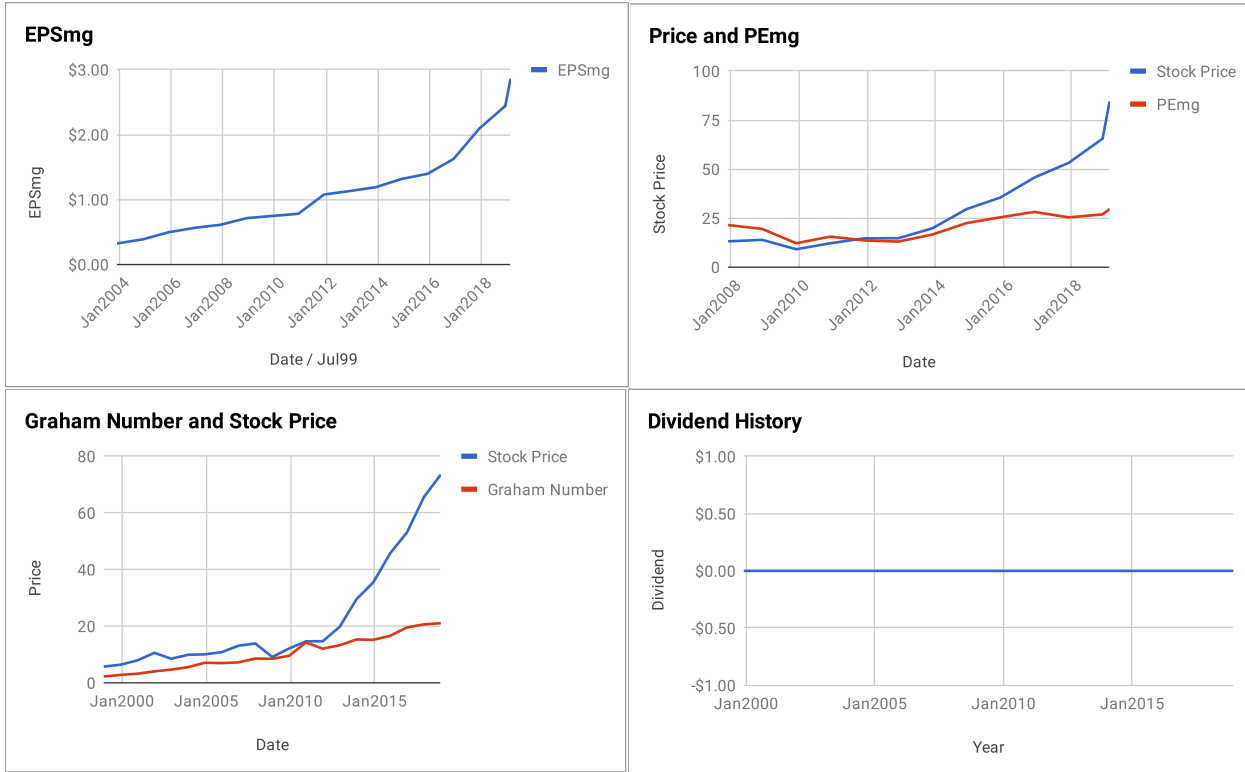 EPSmg
$3.00
$2.00
$1.00
$0.00
EPSmg
EPSmg
Jan2004
Jan2006
Jan2008
Jan2010
Jan2012
Jan2014
Jan2016
Jan2018
Date / Jul99
Price and PEmg
100
75
50
25
0
Stock Price
Stock Price
PEmg
Jan2008
Jan2010
Jan2012
Jan2014
Jan2016
Jan2018
Date
Graham Number and Stock Price
80
60
40
20
0
Price
Stock Price
Graham Number
Jan2000
Jan2005
Jan2010
Jan2015
Date
Dividend History
$1.00
$0.50
$0.00
-$0.50
-$1.00
Dividend
Jan2000
Jan2005
Jan2010
Jan2015
Year